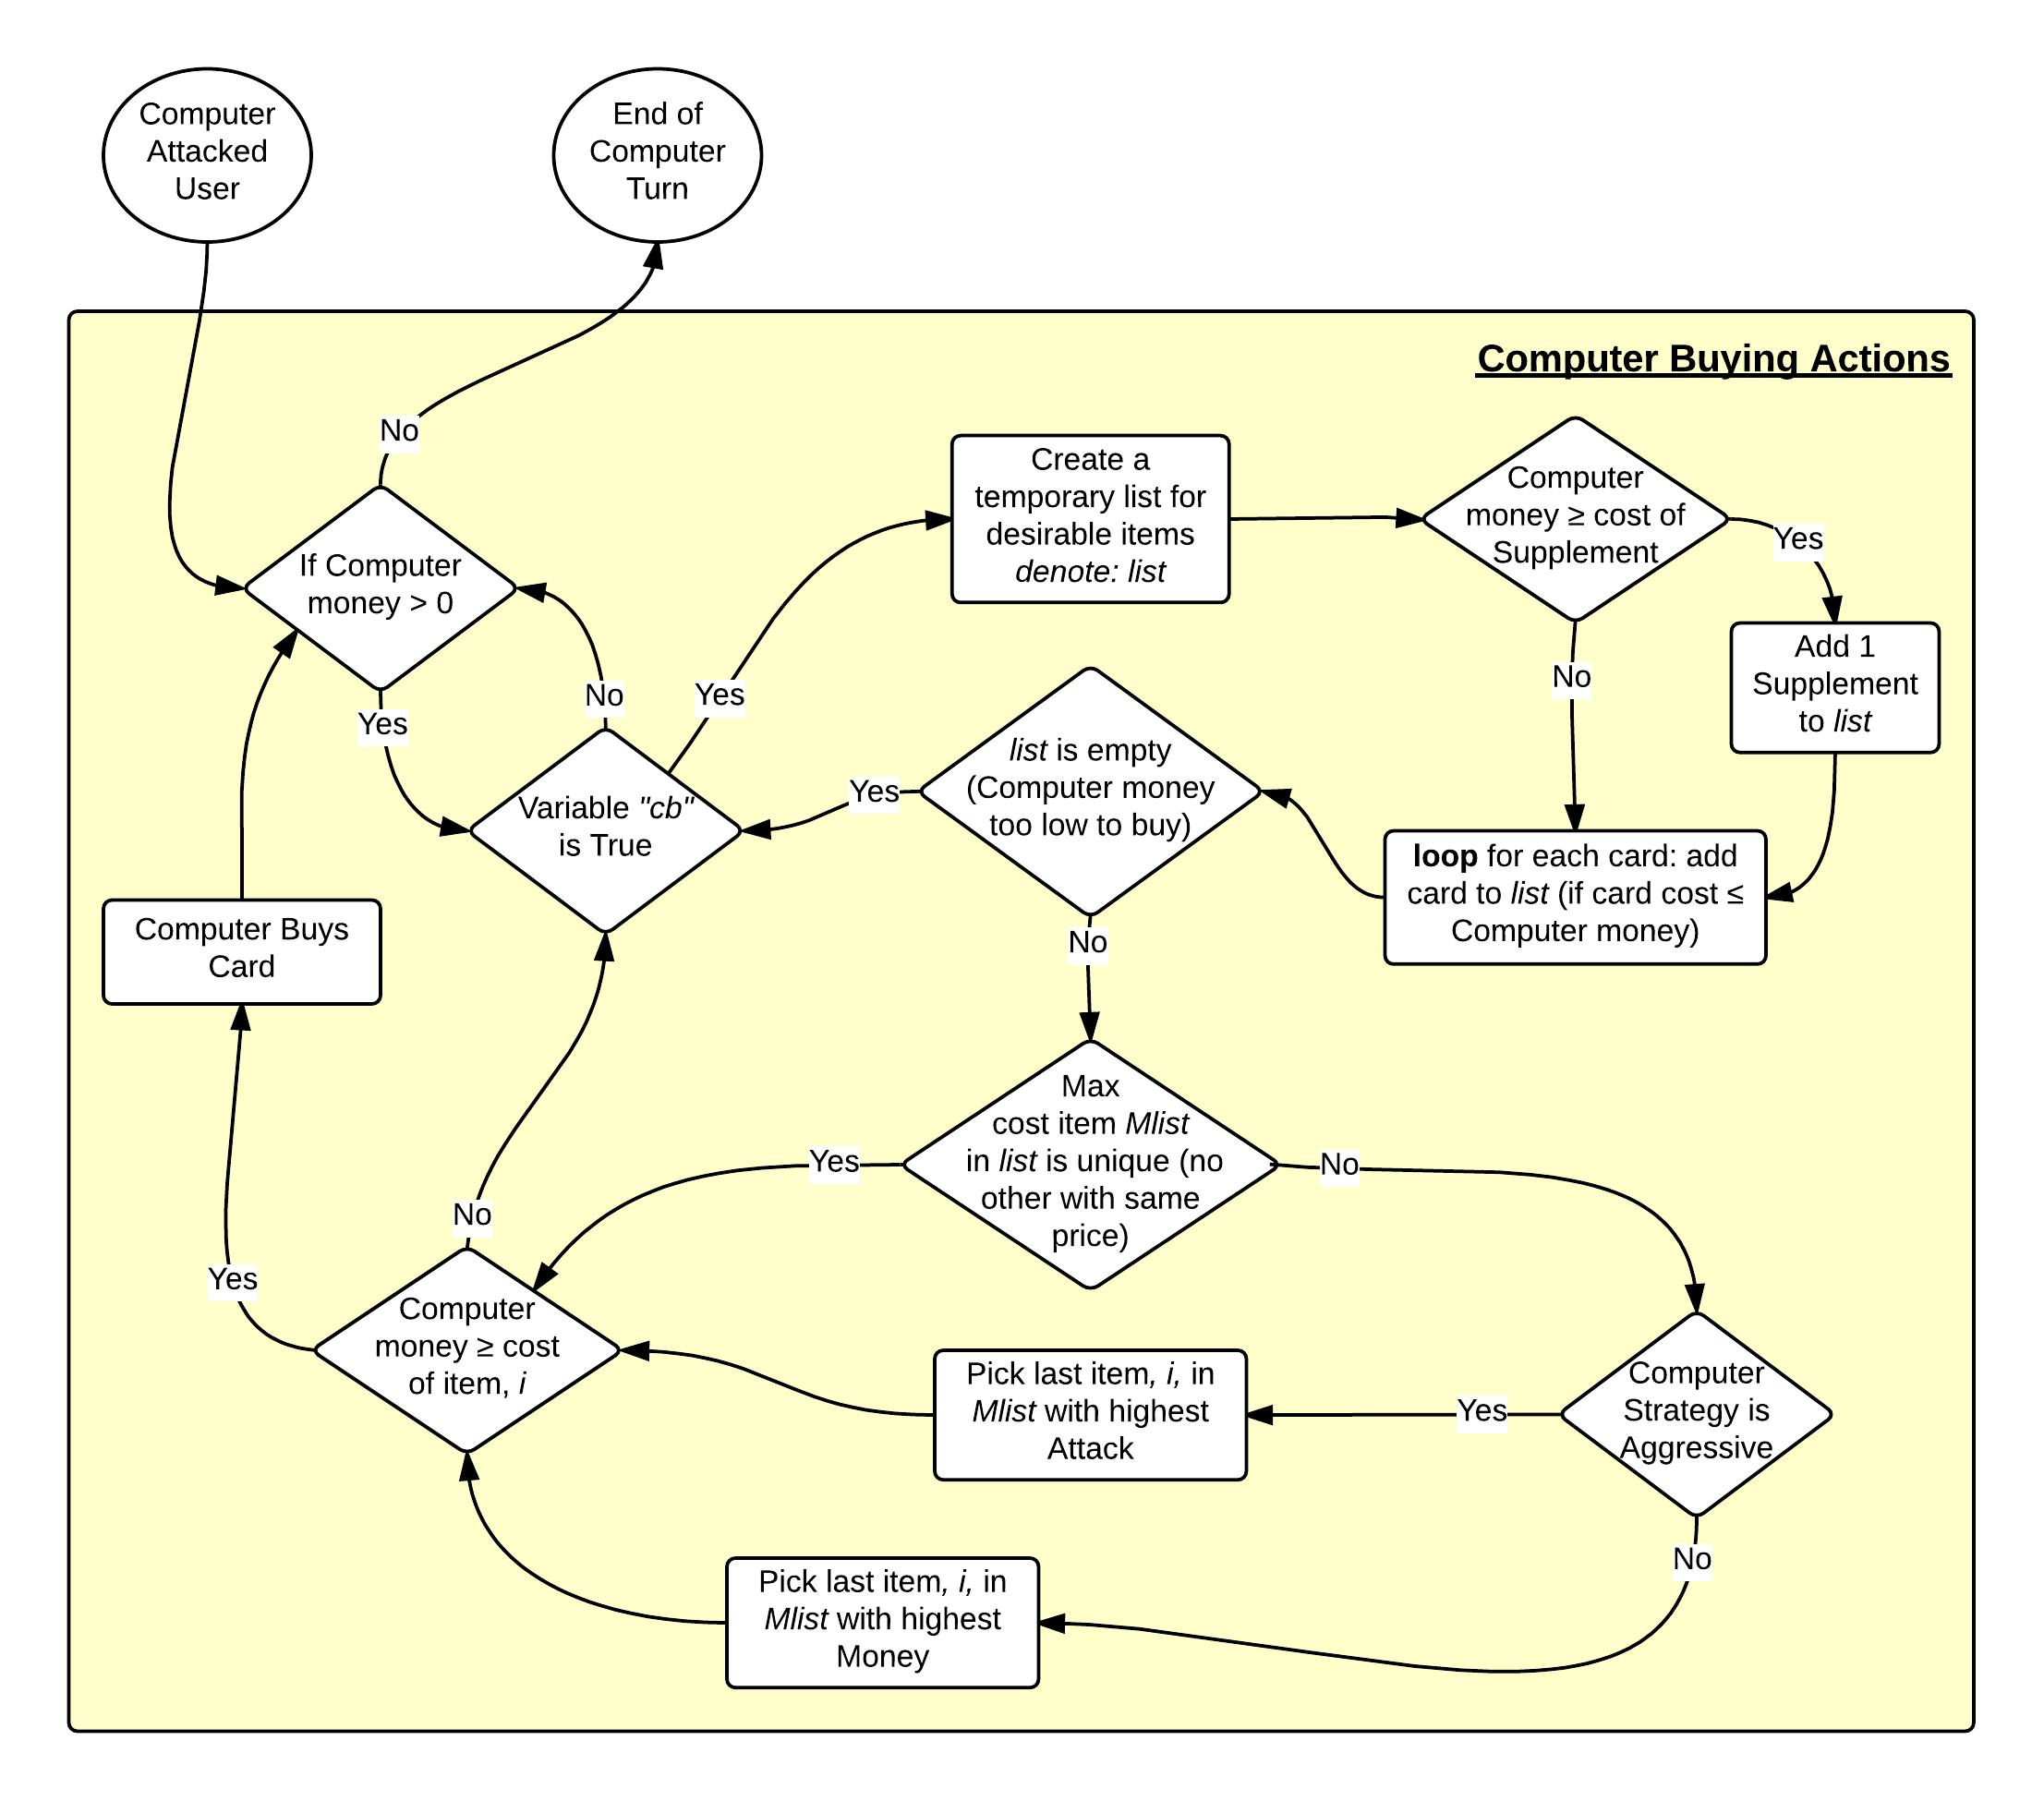 Computer
Attacked
User
End of
Computer
Turn
Computer Buying Actions
No
If Computer
money > 0
Yes
No
Yes
Variable "cb"
is True
Create a
temporary list for
desirable items
denote: list
Computer
money ≥ cost of
Supplement
Yes
No
Add 1
Supplement
to list
loop for each card: add
card to list (if card cost ≤
Computer money)
list is empty
(Computer money
too low to buy)
Yes
No
Computer Buys
Card
Max
cost item Mlist
in list is unique (no
other with same
price)
Yes
No
No
Yes
Computer
money ≥ cost
of item, i
Pick last item, i, in
Mlist with highest
Attack
Yes
Computer
Strategy is
Aggressive
No
Pick last item, i, in
Mlist with highest
Money